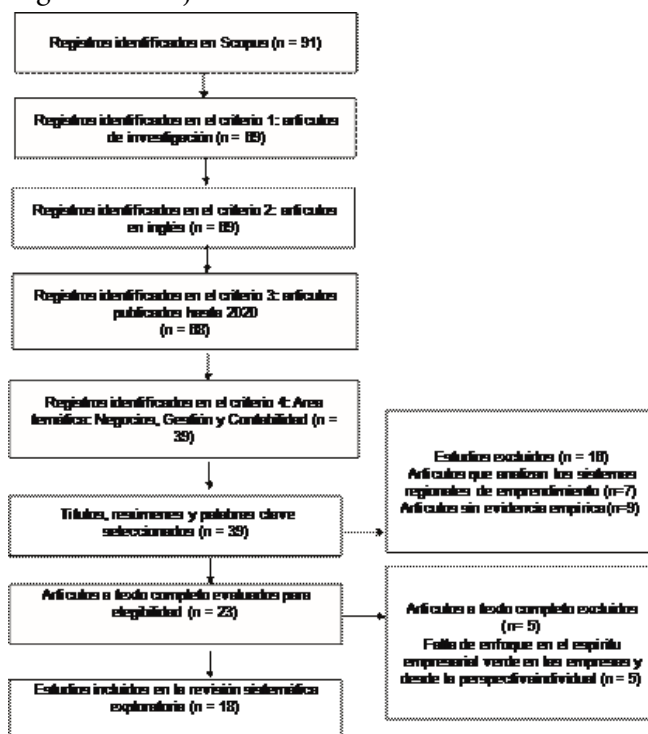 Registros identificados en Scopus (n = 91)
Registros identificados en el criterio 1: artículos
de investigación (n =
Registros identificados en el criterio 2: artículos
en inglés (n =
Registros identificados en el criterio 3: artículos
publicados hasta 2020
(n =
Registros identificados en el criterio 4: Area
temática: Negocios, Gestión y Contabilidad (n =
39)
Títulos, resúmenes y palabras clave
seleccionados (n = 39)
Estudios excluidos (n = 16)
Artículos que analizan los sistemas
regionales de emprendimiento (n=7)
Artículos sin evidencia empírica(n=9)
Artículos a texto completo evaluados para
elegibilidad (n = 23)
Artículos a texto completo excluidos
(n= 5)
Falta de enfoque en el espíritu
empresarial verde en las empresas y
desde la perspectivaindividual (n = 5)
Estudios incluidos en la revisión sistemática
exploratoria (n = 18)